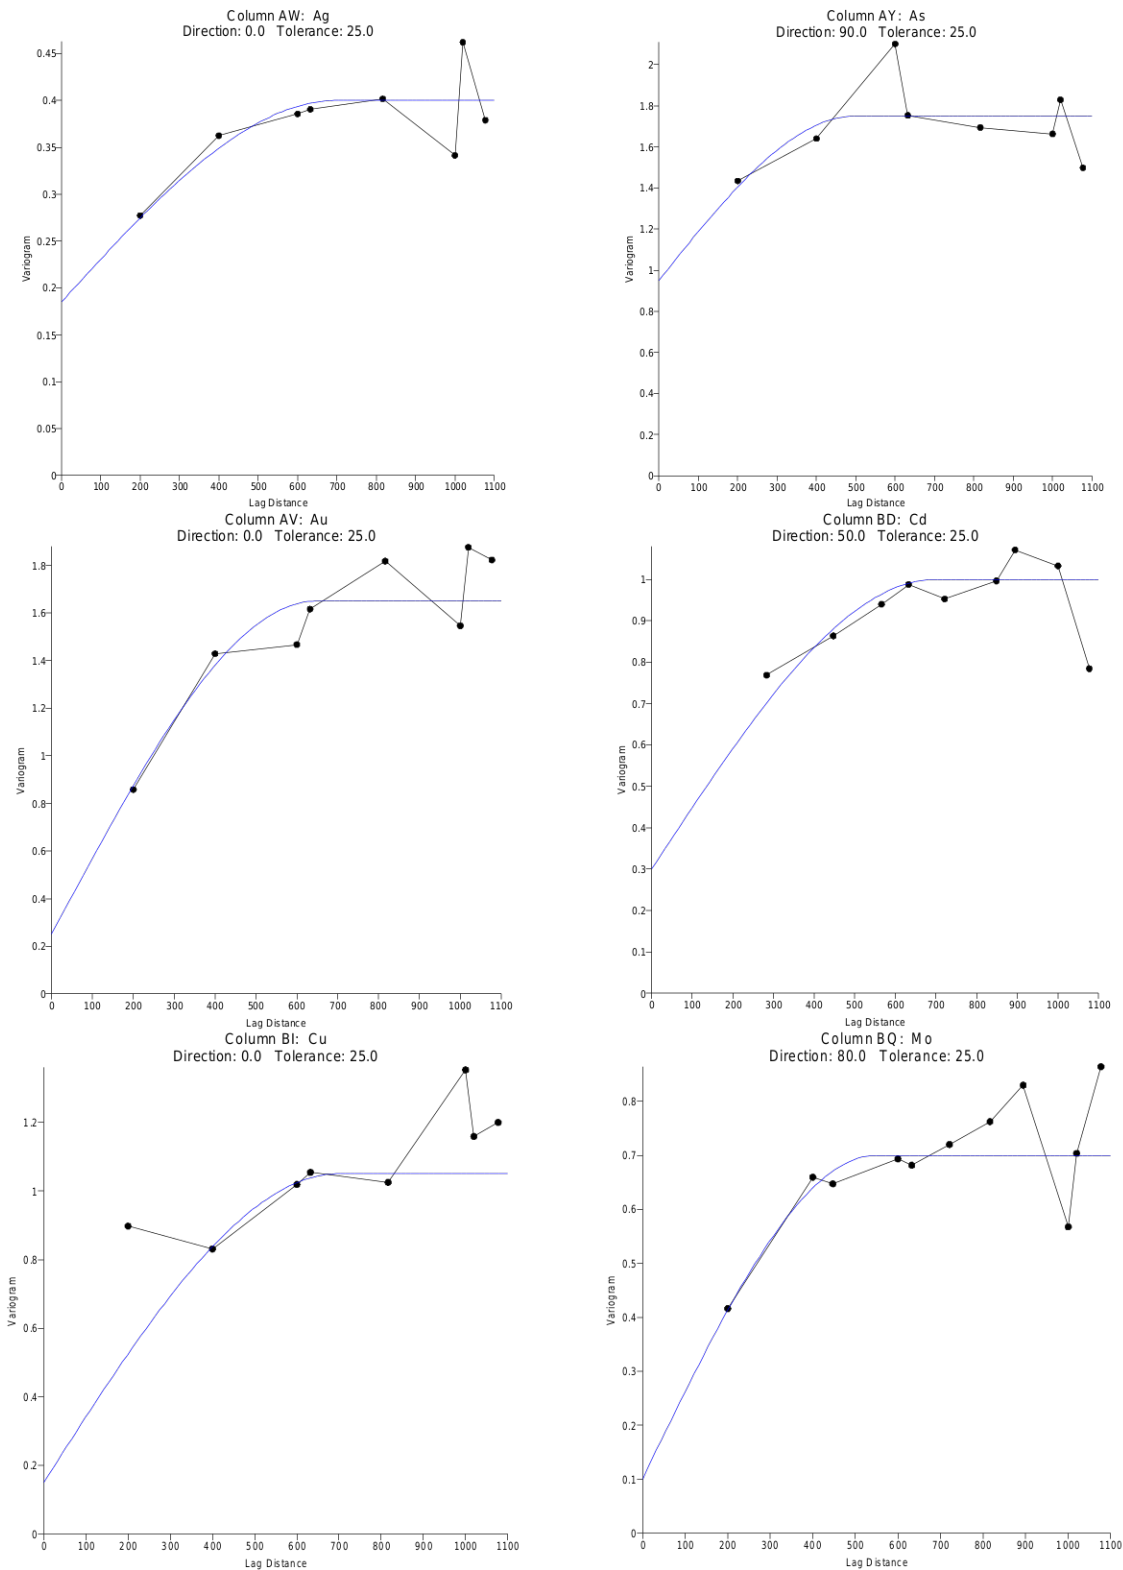 Column AW: Ag
Direction: 0.0 Tolerance: 25.0
0.45
0.4
0.35
0.3
0.25
0.2
0.15
0.1
0.05
0
Variogram
0 100 200 300 400 500 600 700 800 900 1000 1100
Lag Distance
Column AY: As
Direction: 90.0 Tolerance: 25.0
2
1.8
1.6
1.4
1.2
1
0.8
0.6
0.4
0.2
0
Variogram
0 100 200 300 400 500 600 700 800 900 1000 1100
Lag Distance
Column AV: Au
Direction: 0.0 Tolerance: 25.0
1.8
1.6
1.4
1.2
1
0.8
0.6
0.4
0.2
0
Variogram
0 100 200 300 400 500 600 700 800 900 1000 1100
Lag Distance
Column BD: Cd
Direction: 50.0 Tolerance: 25.0
1
0.9
0.8
0.7
0.6
0.5
0.4
0.3
0.2
0.1
0
Variogram
0 100 200 300 400 500 600 700 800 900 1000 1100
Lag Distance
Column BI: Cu
Direction: 0.0 Tolerance: 25.0
1.2
1
0.8
0.6
0.4
0.2
0
Variogram
0 100 200 300 400 500 600 700 800 900 1000 1100
Lag Distance
Column BQ: Mo
Direction: 80.0 Tolerance: 25.0
0.8
0.7
0.6
0.5
0.4
0.3
0.2
0.1
0
Variogram
0 100 200 300 400 500 600 700 800 900 1000 1100
Lag Distance